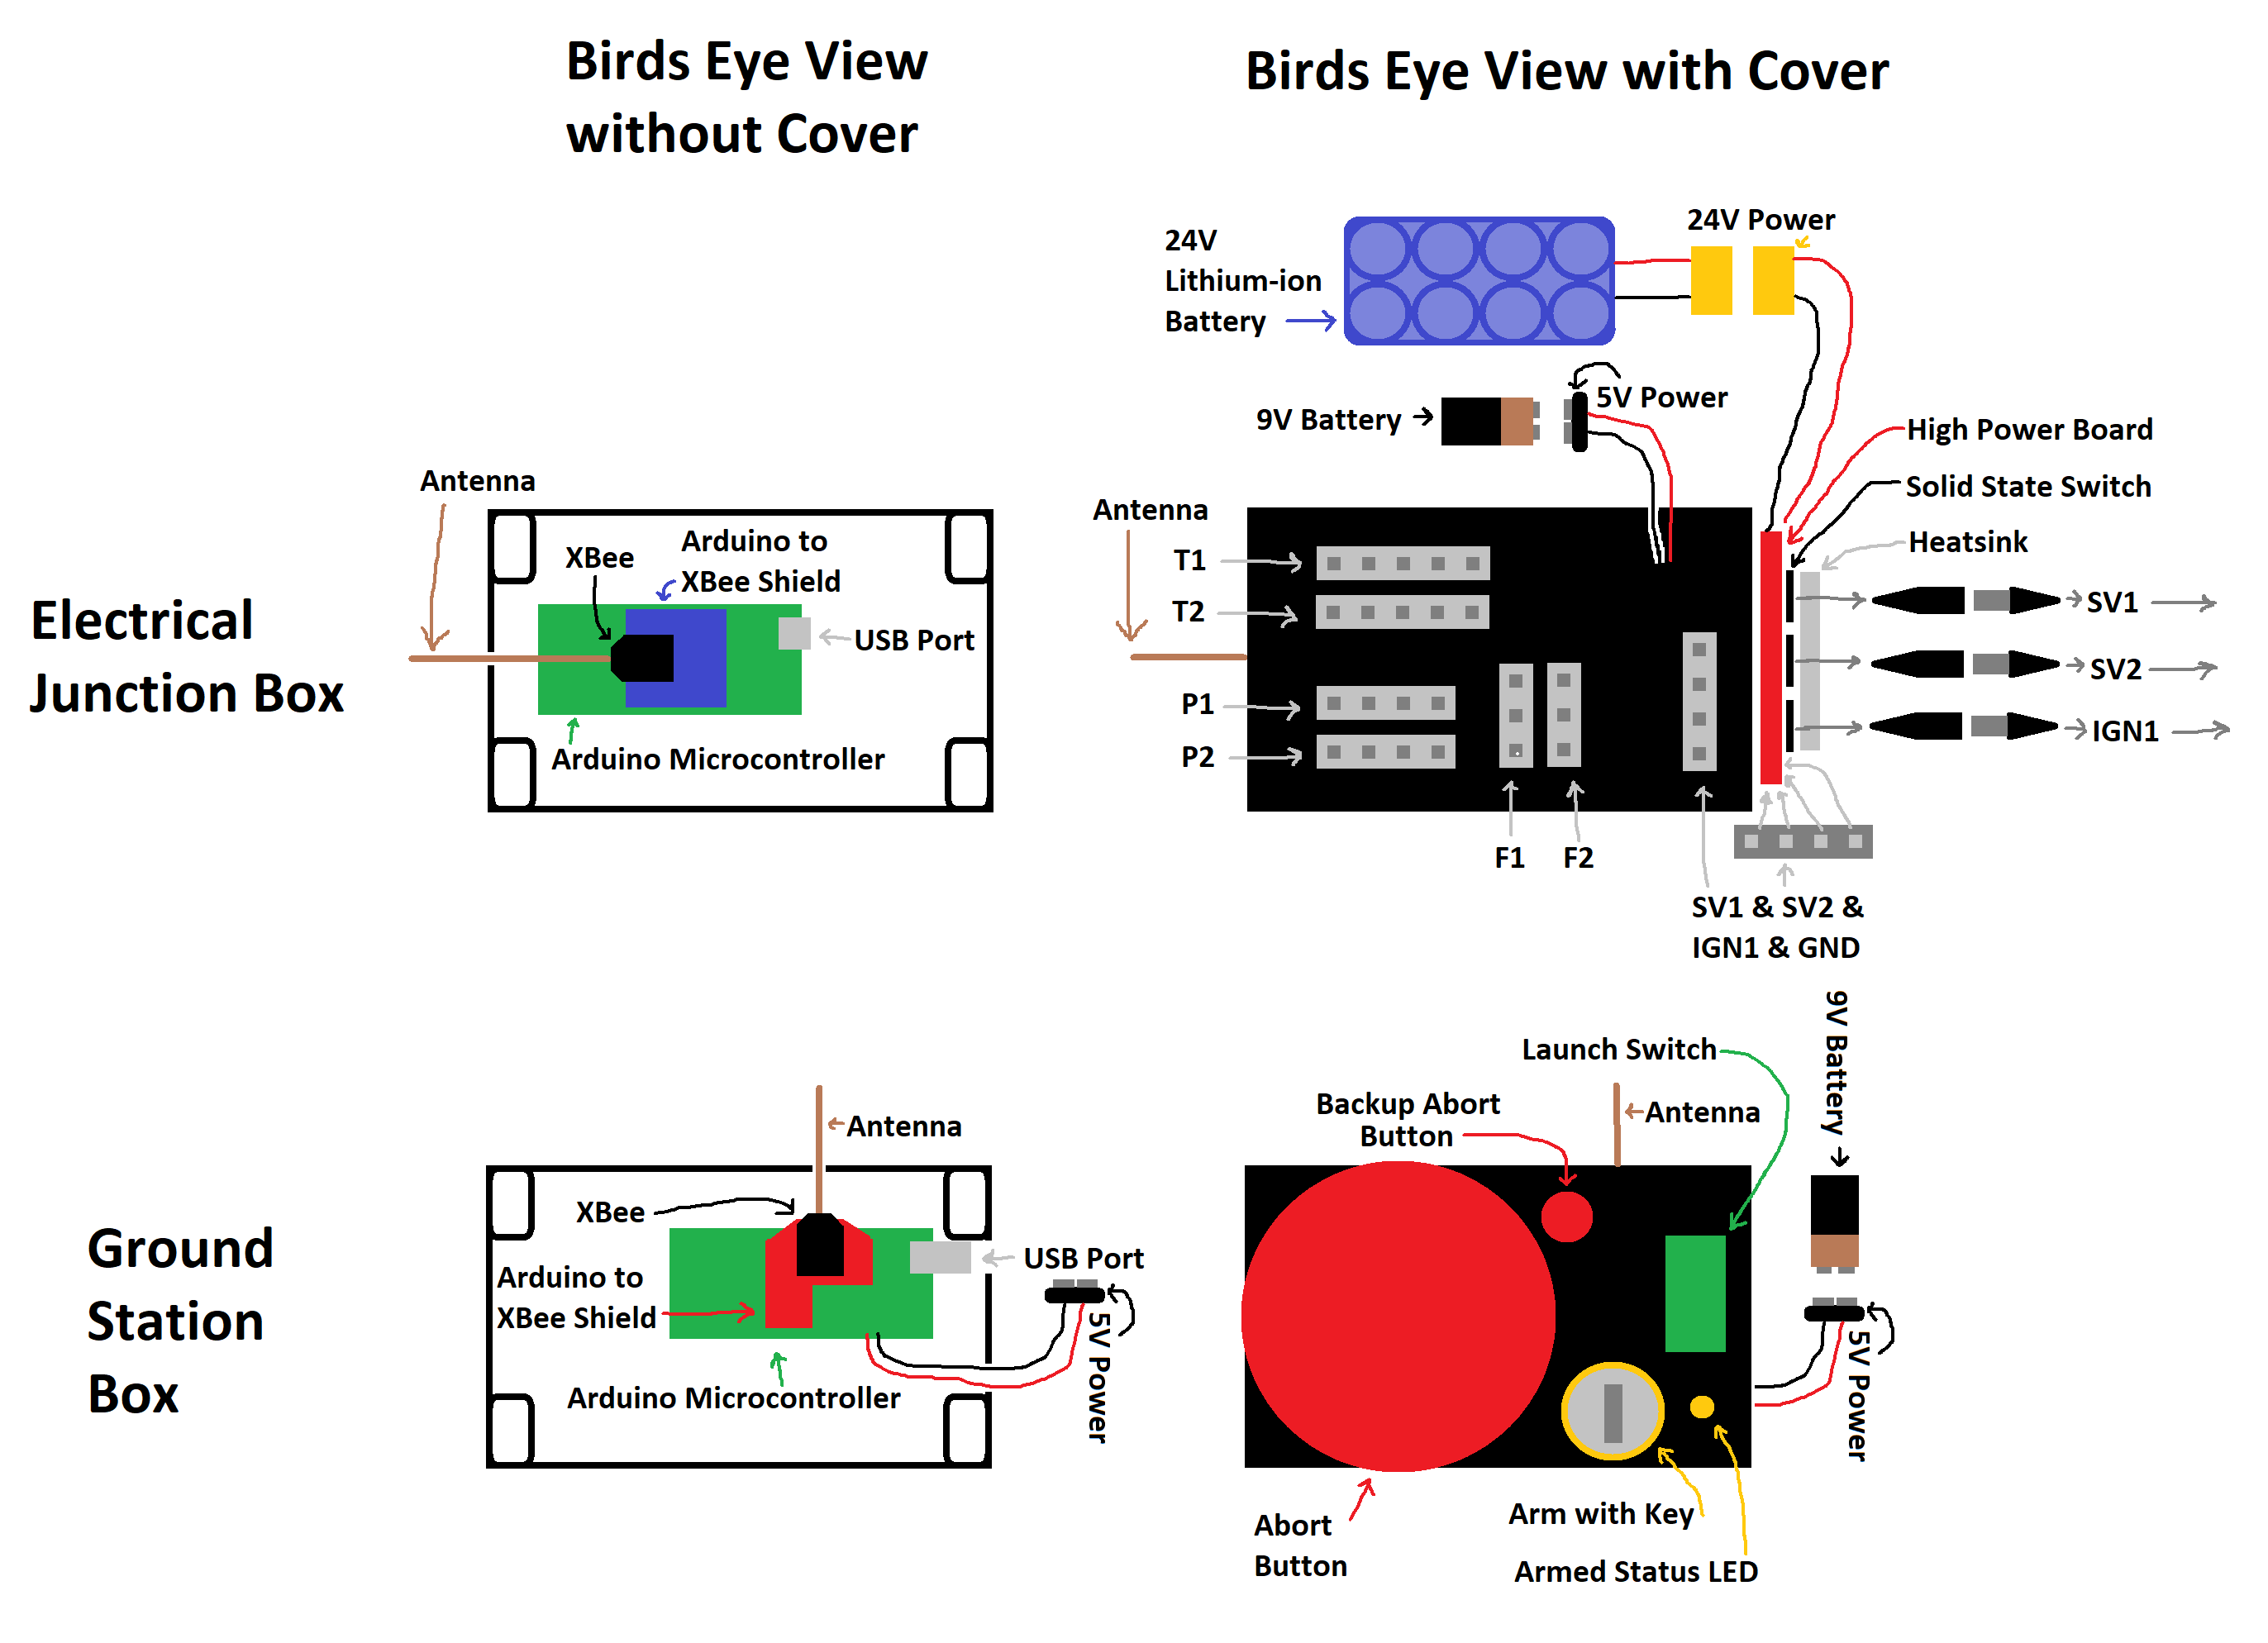 Birds Eye View
without Cover
Birds Eye View with Cover
24V
Lithium-ion
Battery
24V Power
9V Battery
5V Power
High Power Board
Solid State Switch
Heatsink
Electrical
Junction Box
Antenna
XBee
Arduino to
XBee Shield
USB Port
Arduino Microcontroller
Antenna
T1
T2
P1
P2
F1
F2
SV1
SV2
IGN1
SV1 & SV2 &
IGN1 & GND
Ground
Station
Box
Antenna
XBee
Arduino to
XBee Shield
USB Port
5V Power
Arduino Microcontroller
Launch Switch
Backup Abort
Button
Antenna
9V Battery
5V Power
Arm with Key
Abort
Button
Armed Status LED